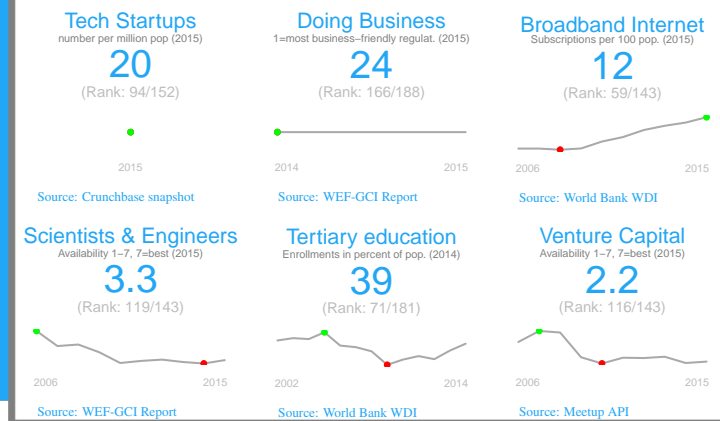 Tech Startups
number per million pop (2015)
20
(Rank: 94/152)
2015
Source: Crunchbase snapshot
Doing Business
1=most business−friendly regulat. (2015)
24
(Rank: 166/188)
2014 2015
Source: WEF-GCI Report
Broadband Internet
Subscriptions per 100 pop. (2015)
12
(Rank: 59/143)
2006 2015
Source: World Bank WDI
Scientists & Engineers
Availability 1−7, 7=best (2015)
3.3
(Rank: 119/143)
2006 2015
Source: WEF-GCI Report
Tertiary education
Enrollments in percent of pop. (2014)
39
(Rank: 71/181)
2002 2014
Source: World Bank WDI
Venture Capital
Availability 1−7, 7=best (2015)
2.2
(Rank: 116/143)
2006 2015
Source: Meetup API